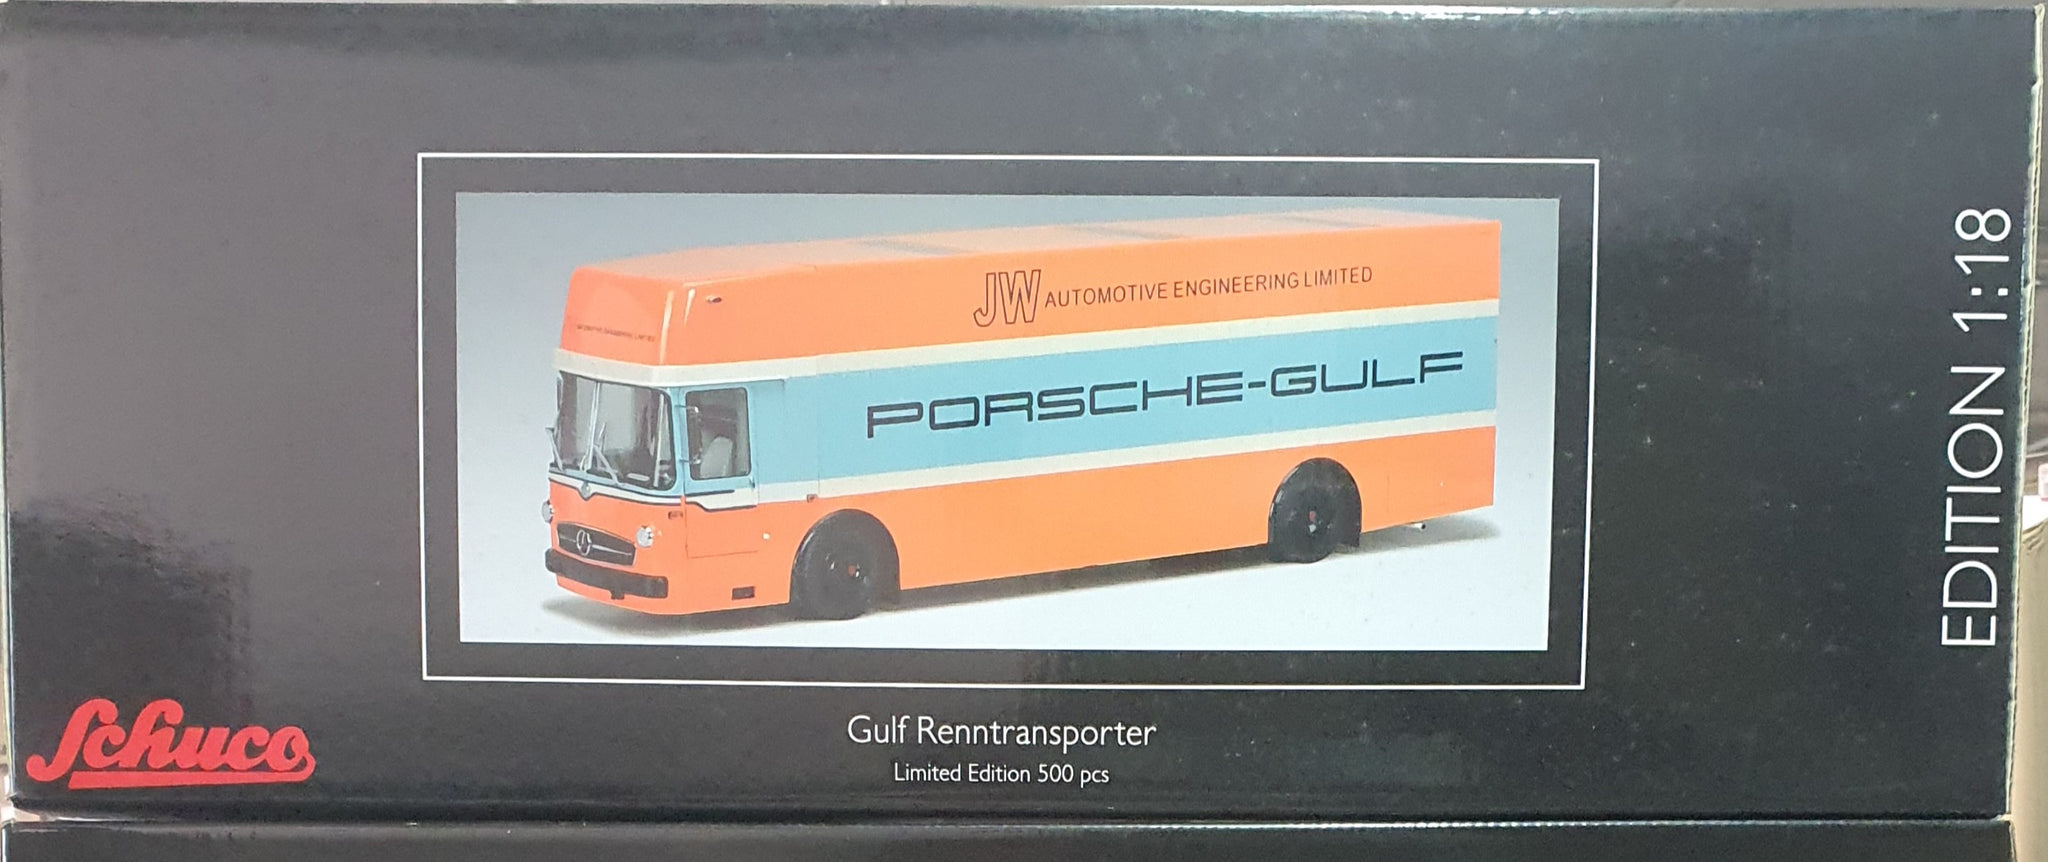 JW AUTOMOTIVE ENGINEERING LIMITED
PORSCHE-GULF
EDITION 1:18
Schuco
Gulf Renntransporter
Limited Edition 500 pcs